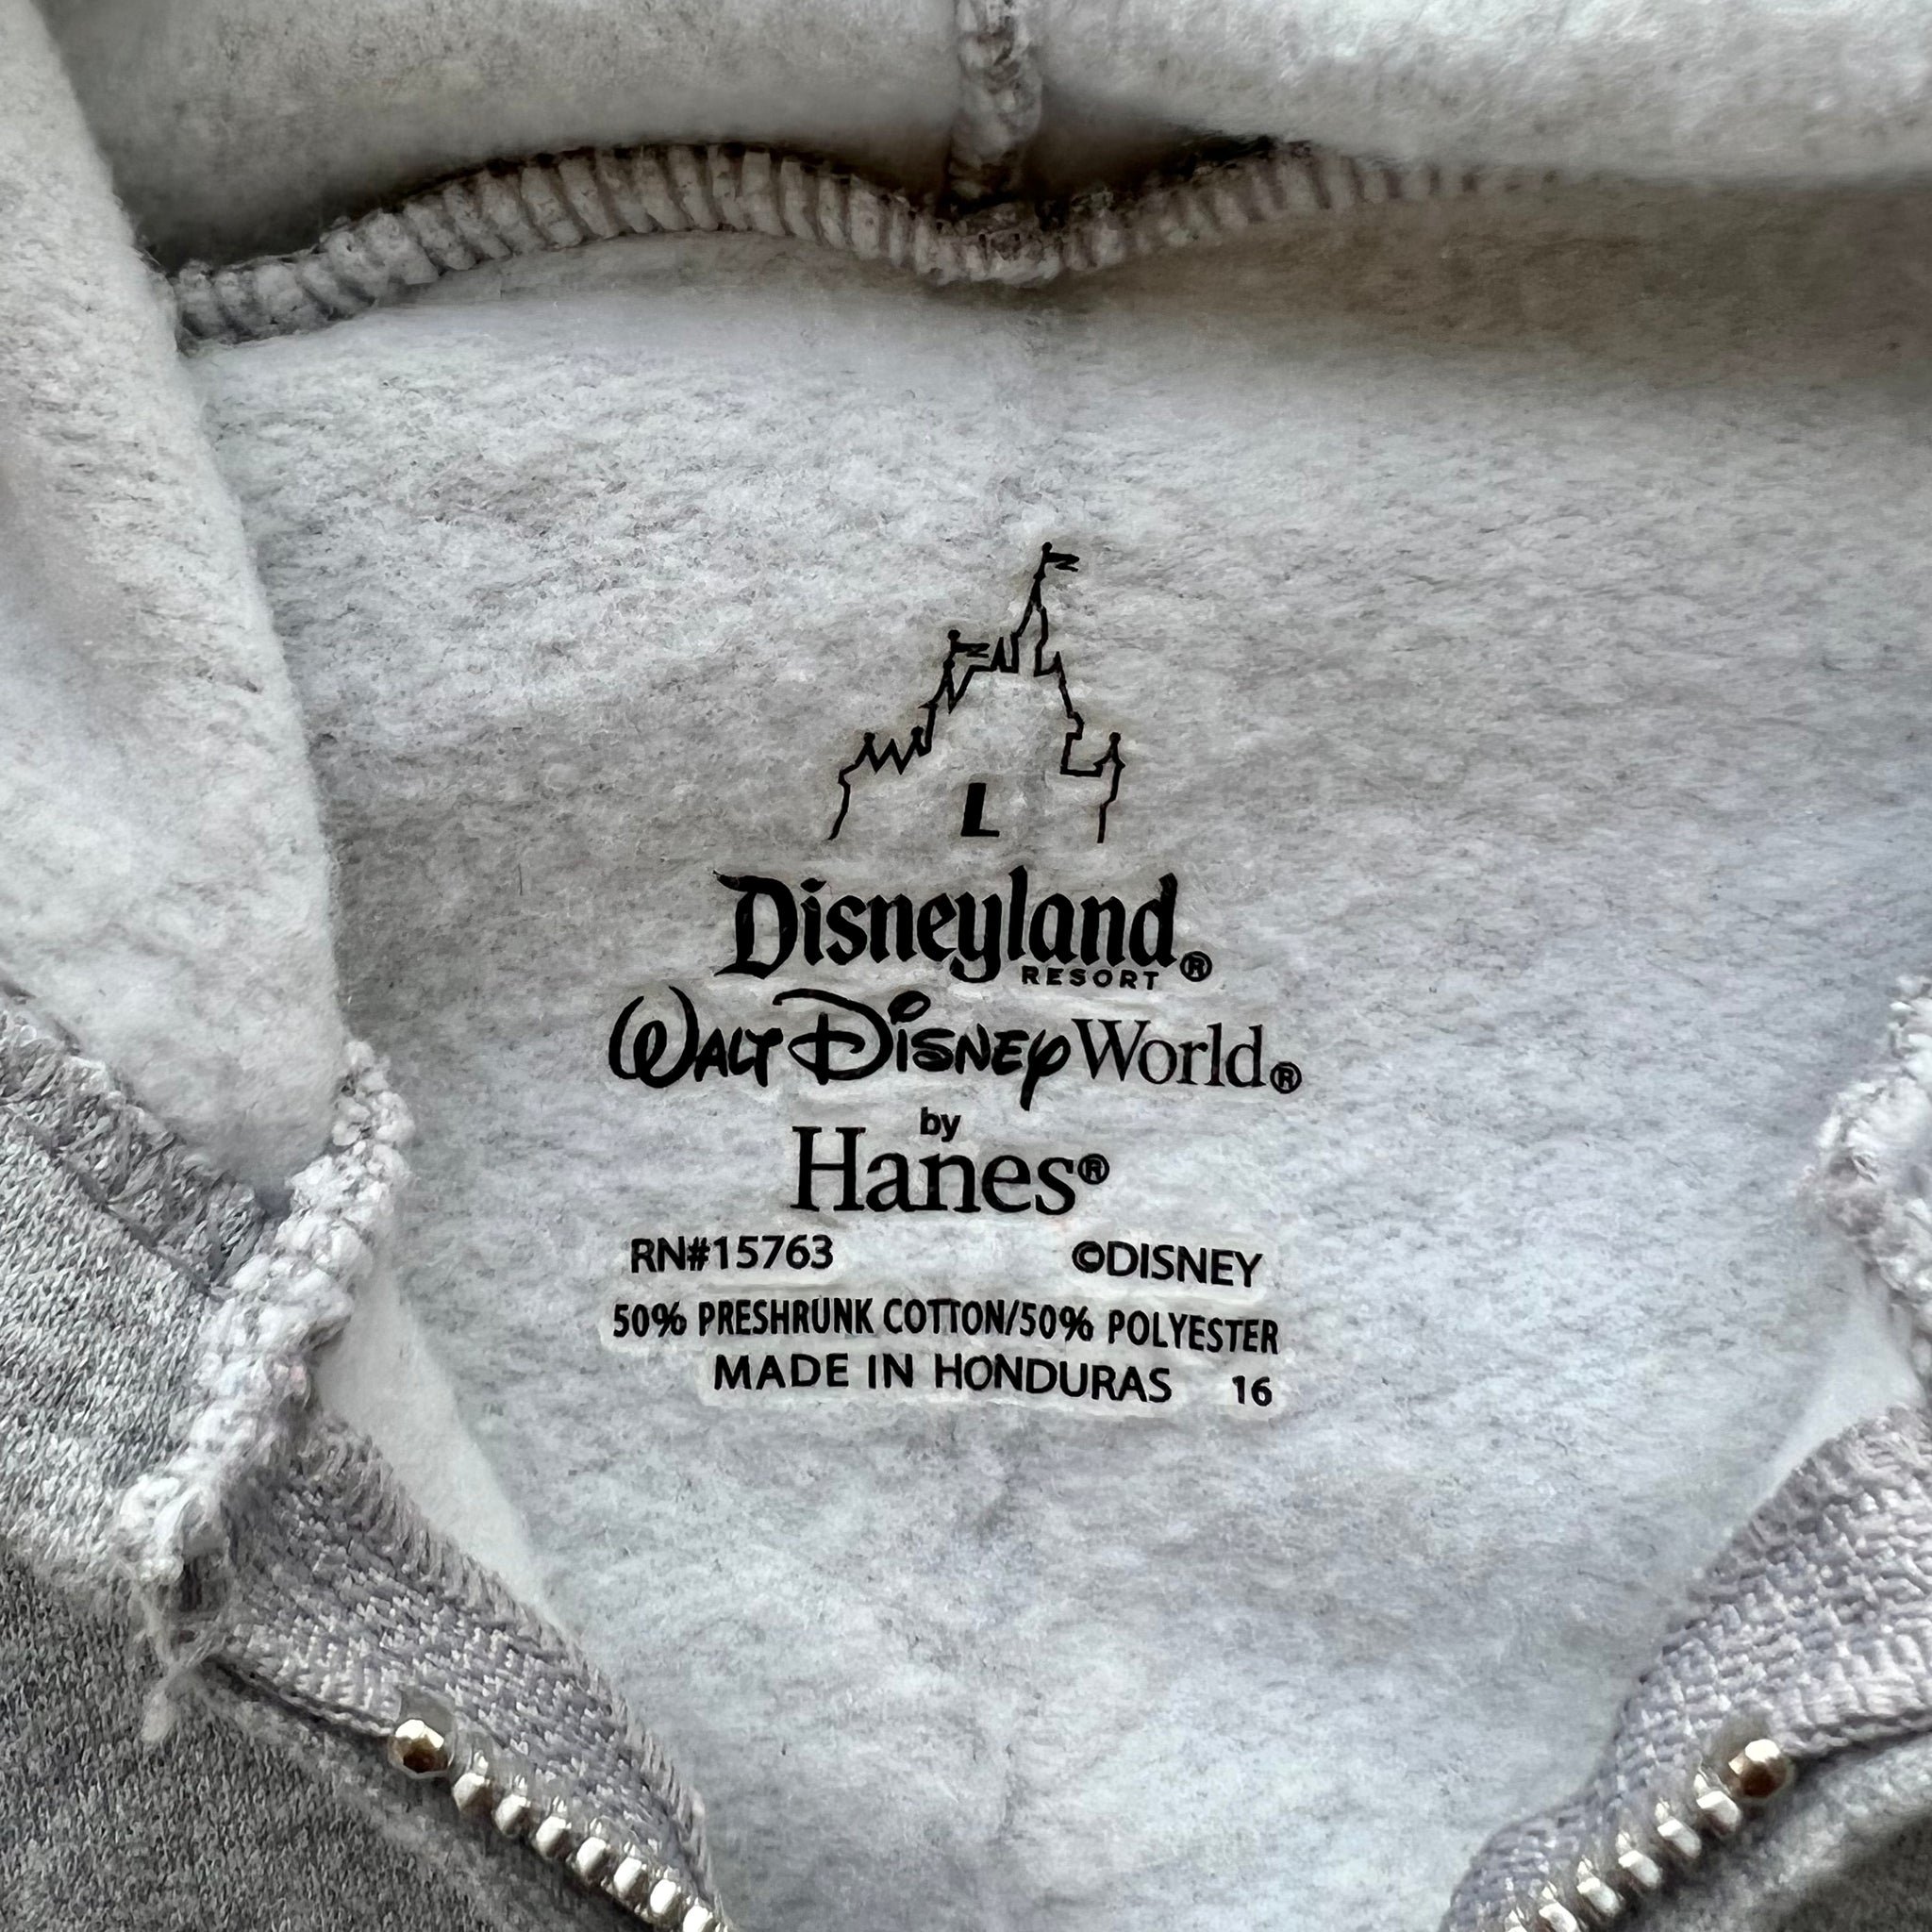 L
Disneyland®
RESORT
WALT DISNEY World®
by
Hanes®
RN#15763 ©DISNEY
50% PRESHRUNK COTTON/50% POLYESTER
MADE IN HONDURAS 16